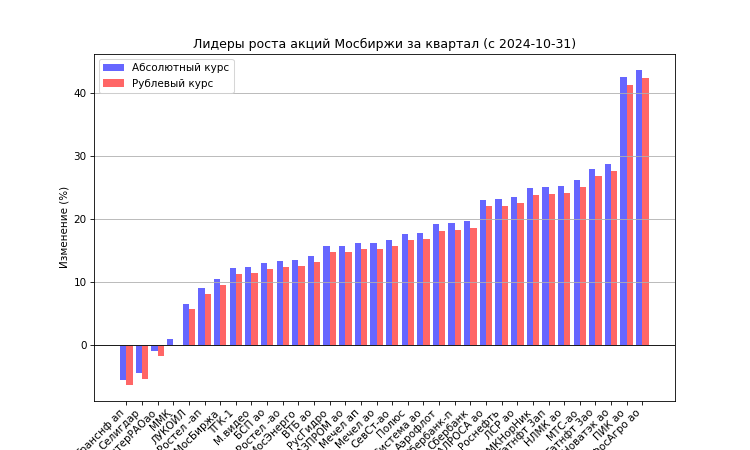 Лидеры роста акций Мосбиржи за квартал (с 2024-10-31)
Абсолютный курс
Рублевый курс
Изменение (%)
40
30
20
10
0
Селигдар
ММК
ЛУКОЙЛ
Ростел -ап
МосБиржа
ТГК-1
М.видео
БСП ао
Ростел -ао
МосЭнерго
ВТБ ао
РусГидро
Мечел ап
Мечел ао
СевСт-ао
Полюс
Аэрофлот
Сбербанк
Роснефть
ЛСР ао
НЛМК ао
МТС-ао
ПИК ао